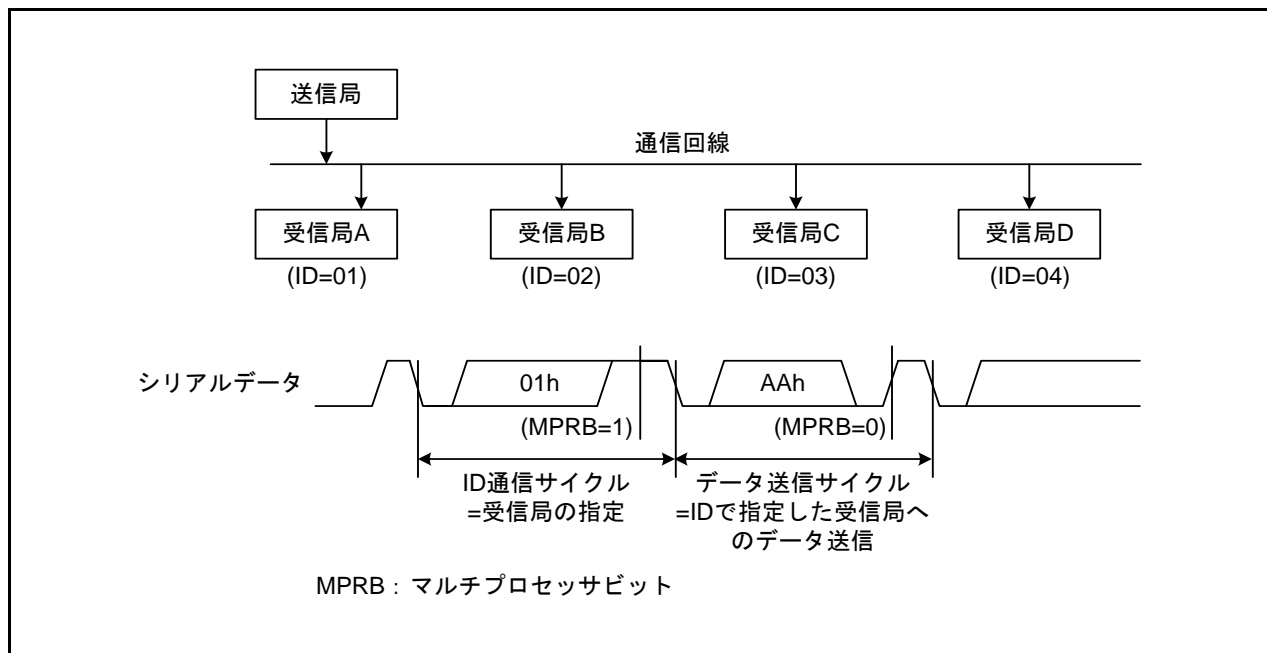 送信局
通信回線
受信局A
受信局B
受信局C
受信局D
(ID=01)
(ID=02)
(ID=03)
(ID=04)
シリアルデータ
01h
AAh
(MPRB=1)
(MPRB=0)
ID通信サイクル
=受信局の指定
データ送信サイクル
=IDで指定した受信局へ
のデータ送信
MPRB : マルチプロセッサビット